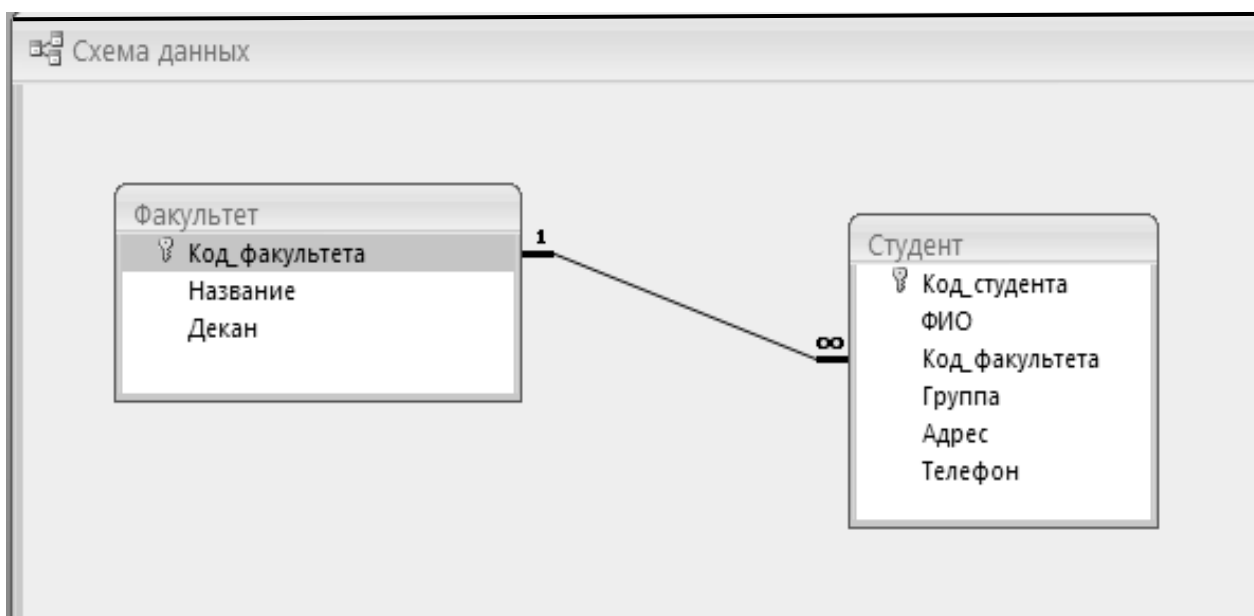 Схема данных
Факультет
Код_факультета
Название
Декан
1
∞
Студент
Код_студента
ФИО
Код_факультета
Группа
Адрес
Телефон